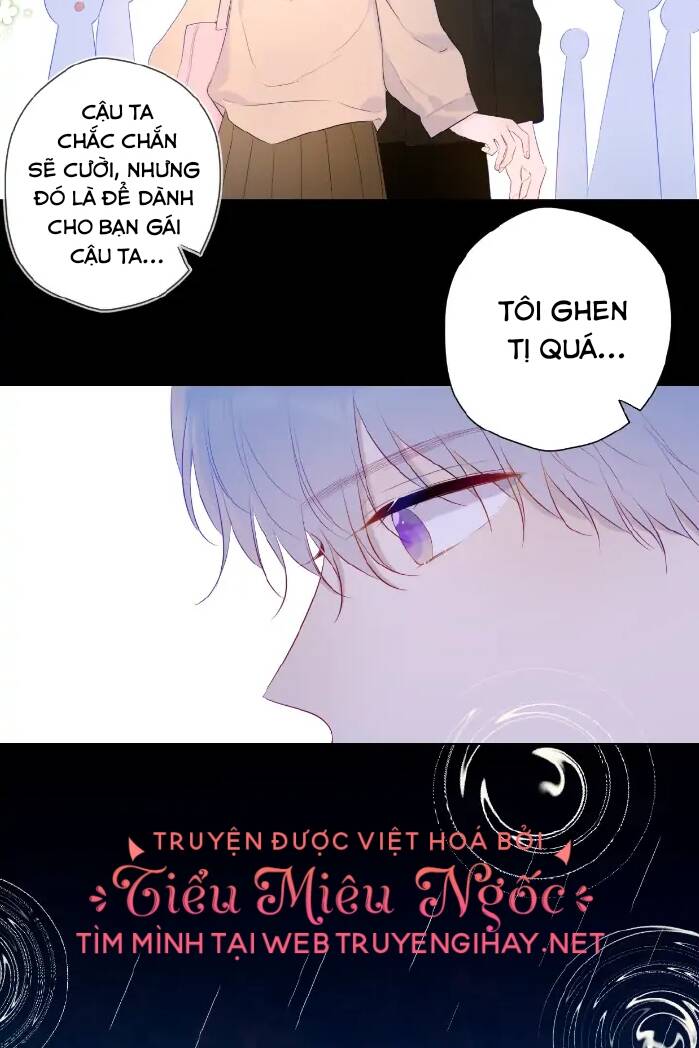 CẬU TA
CHẮC CHẮN
SẼ CƯỜI, NHƯNG
ĐÓ LÀ ĐỂ DÀNH
CHO BẠN GÁI
CẬU TA...
TÔI GHEN
TỊ QUÁ...
TRUYỆN ĐƯỢC VIỆT HOÁ BỞI
Tiểu Miêu Ngốc
TÌM MÌNH TẠI WEB TRUYENGIHAY.NET